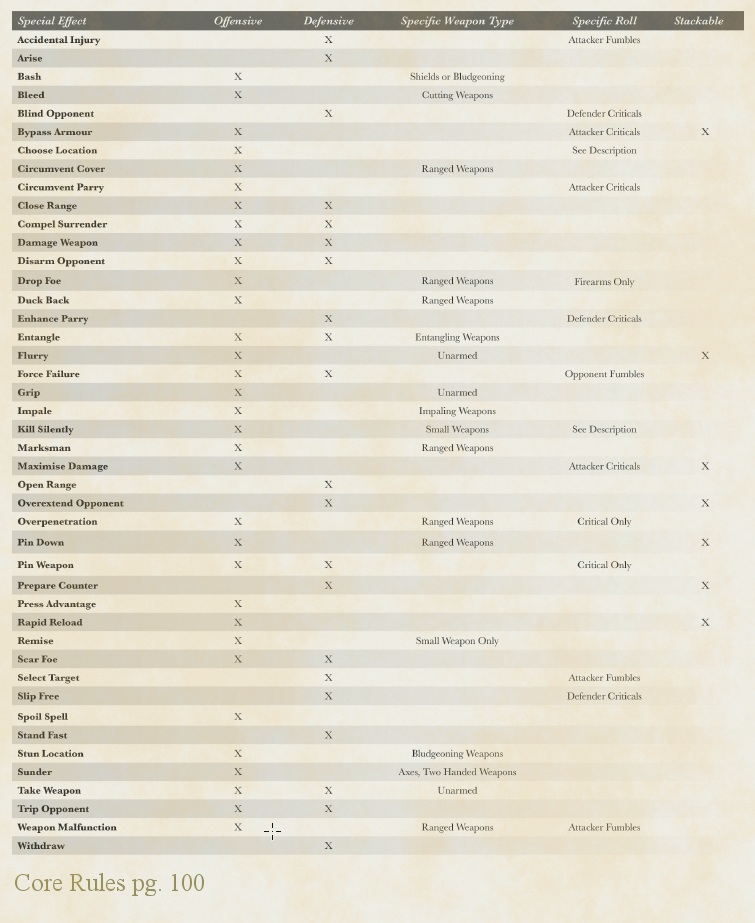 Special Effect Offensive Defensive Specific Weapon Type Specific Roll Stackable
Accidental Injury X Attacker Fumbles
Arise X
Bash X Shields or Bludgeoning
Bleed X Cutting Weapons
Blind Opponent X Defender Criticals
Bypass Armour X Attacker Criticals X
Choose Location X See Description
Circumvent Cover X Ranged Weapons
Circumvent Parry X Attacker Criticals
Close Range X X
Compel Surrender X X
Damage Weapon X X
Disarm Opponent X X
Drop Foe X Ranged Weapons Firearms Only
Duck Back X Ranged Weapons
Enhance Parry X Defender Criticals
Entangle X X Entangling Weapons
Flurry X Unarmed X
Force Failure X X Opponent Fumbles
Grip X Unarmed
Impale X Impaling Weapons
Kill Silently X Small Weapons See Description
Marksman X Ranged Weapons
Maximise Damage X Attacker Criticals X
Open Range X
Overextend Opponent X X
Overpenetration X Ranged Weapons Critical Only
Pin Down X Ranged Weapons X
Pin Weapon X X Critical Only
Prepare Counter X X
Press Advantage X
Rapid Reload X X
Remise X Small Weapon Only
Scar Foe X X
Select Target X Attacker Fumbles
Slip Free X Defender Criticals
Spoil Spell X
Stand Fast X
Stun Location X Bludgeoning Weapons
Sunder X Axes, Two Handed Weapons
Take Weapon X X Unarmed
Trip Opponent X X
Weapon Malfunction X Ranged Weapons Attacker Fumbles
Withdraw X
Core Rules pg. 100